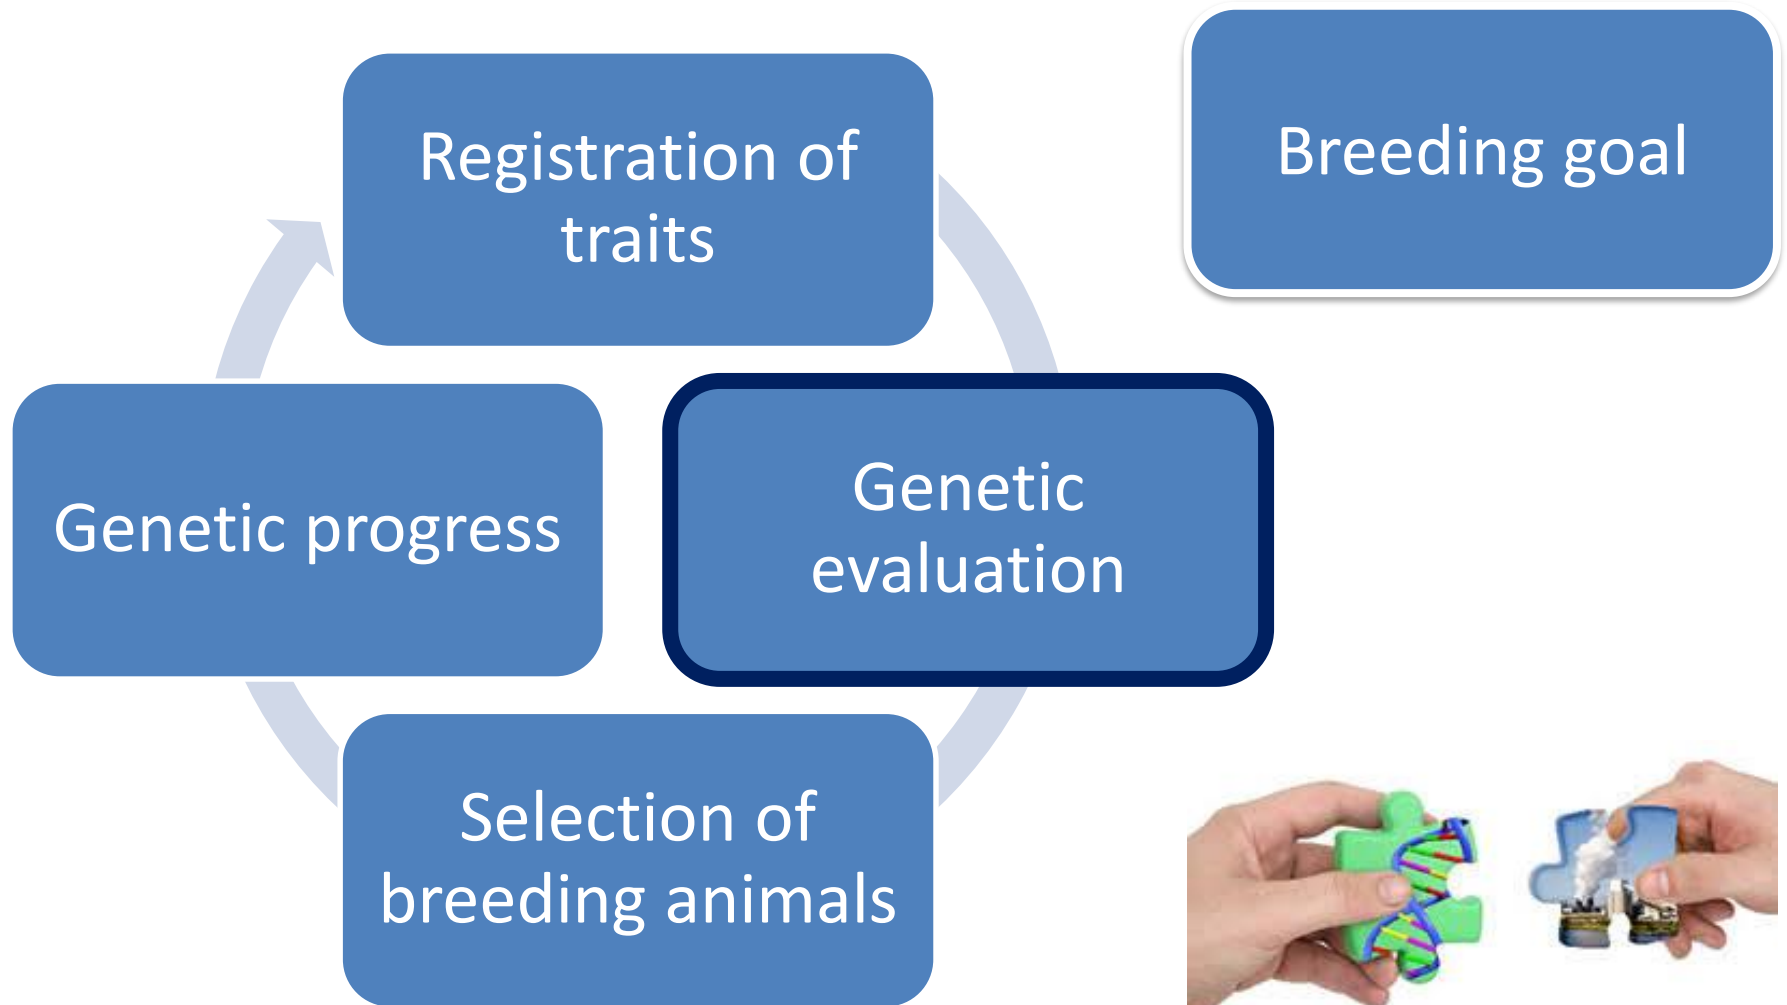 Registration of
traits
Breeding goal
Genetic
evaluation
Selection of
breeding animals
Genetic progress